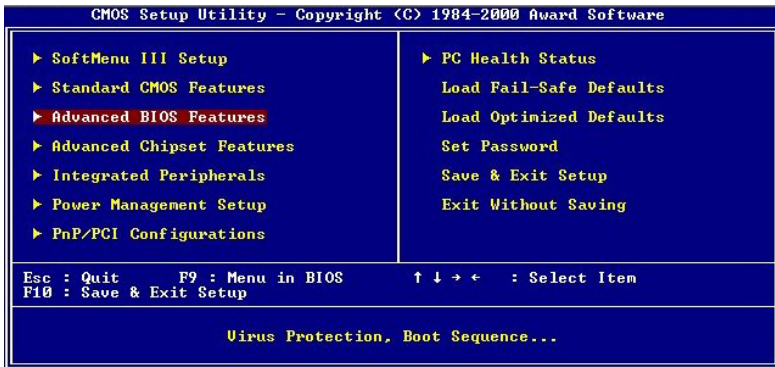 CMOS Setup Utility – Copyright (C) 1984-2000 Award Software
▶ SoftMenu III Setup
▶ Standard CMOS Features
▶ Advanced BIOS Features
▶ Advanced Chipset Features
▶ Integrated Peripherals
▶ Power Management Setup
▶ PnP/PCI Configurations
▶ PC Health Status
Load Fail-Safe Defaults
Load Optimized Defaults
Set Password
Save & Exit Setup
Exit Without Saving
Esc : Quit F9 : Menu in BIOS ↑ ↓ → ← : Select Item
F10 : Save & Exit Setup
Virus Protection, Boot Sequence...